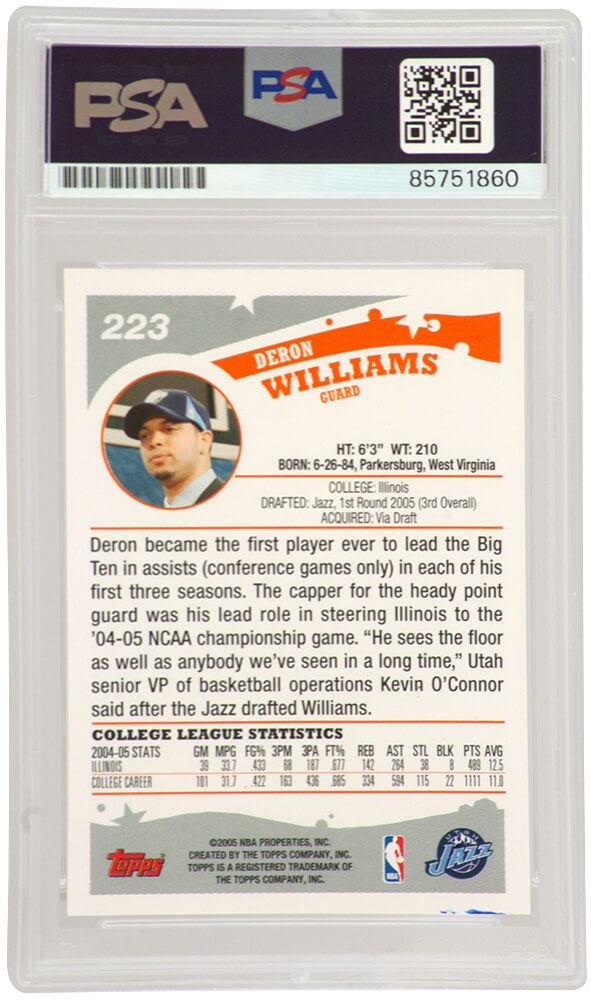 PSA
PSA
85751860
223
DERON
WILLIAMS
GUARD
HT: 6'3" WT: 210
BORN: 6-26-84, Parkersburg, West Virginia
COLLEGE: Illinois
DRAFTED: Jazz, 1st Round 2005 (3rd Overall)
ACQUIRED: Via Draft
Deron became the first player ever to lead the Big
Ten in assists (conference games only) in each of his
first three seasons. The capper for the heady point
guard was his lead role in steering Illinois to the
'04-05 NCAA championship game. “He sees the floor
as well as anybody we've seen in a long time,” Utah
senior VP of basketball operations Kevin O'Connor
said after the Jazz drafted Williams.
COLLEGE LEAGUE STATISTICS
2004-05 STATS GM MPG FG% 3PM 3PA FT% REB AST STL BLK PTS AVG
ILLINOIS 39 33.7 .433 68 187 .677 142 264 38 8 489 12.5
COLLEGE CAREER 101 31.7 .422 163 436 .685 334 594 115 22 1111 11.0
©2005 NBA PROPERTIES, INC.
CREATED BY THE TOPPS COMPANY, INC.
TOPPS IS A REGISTERED TRADEMARK OF
THE TOPPS COMPANY, INC.
Topps
NBA
UTAH
JAZZ